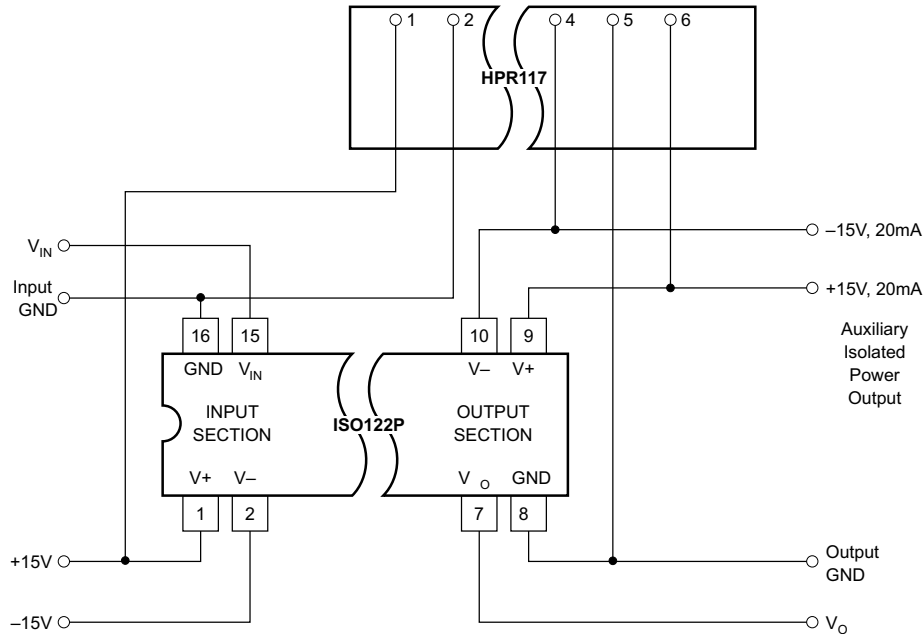 1
2
4
5
6
HPR117
V_IN
Input
GND
–15V, 20mA
+15V, 20mA
Auxiliary
Isolated
Power
Output
16
15
10
9
GND
V_IN
V–
V+
INPUT
SECTION
ISO122P
OUTPUT
SECTION
V+
V–
V_O
GND
1
2
7
8
+15V
–15V
Output
GND
V_O